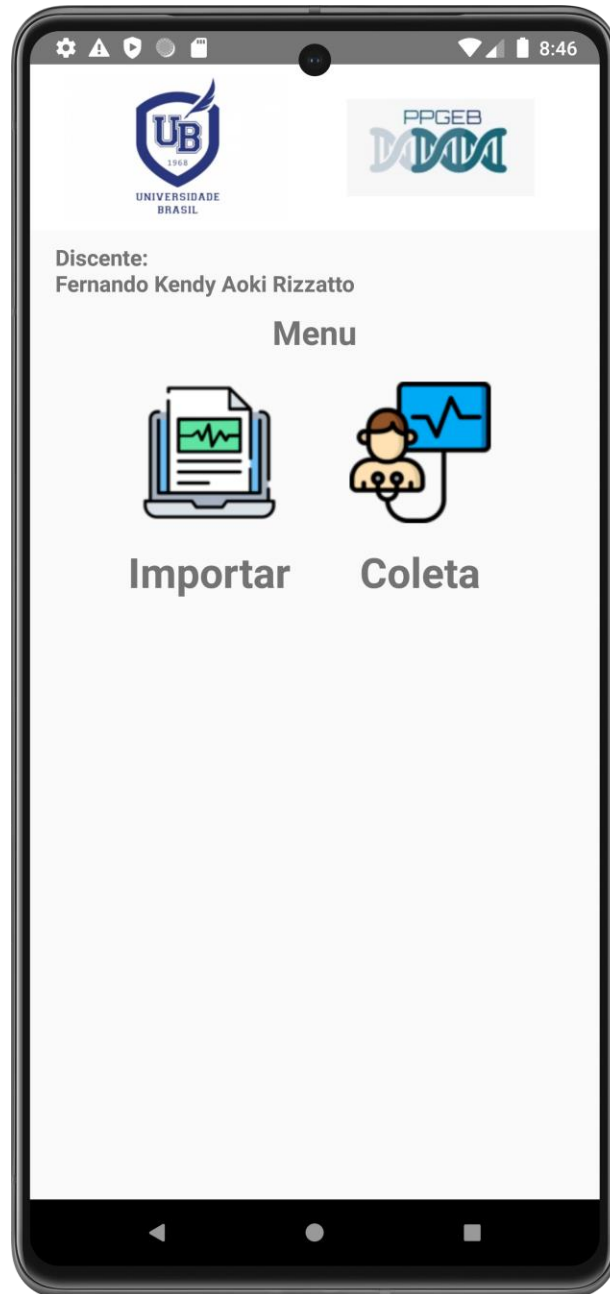 8:46
UB
1968
UNIVERSIDADE
BRASIL
PPGEB
Discente:
Fernando Kendy Aoki Rizzatto
Menu
Importar
Coleta